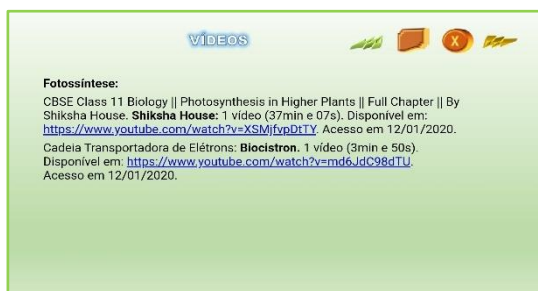 VÍDEOS
X
Fotossíntese:
CBSE Class 11 Biology || Photosynthesis in Higher Plants || Full Chapter || By
Shiksha House. Shiksha House: 1 vídeo (37min e 07s). Disponível em:
https://www.youtube.com/watch?v=XSMjfvpDtTY. Acesso em 12/01/2020.
Cadeia Transportadora de Elétrons: Biocistron. 1 vídeo (3min e 50s).
Disponível em: https://www.youtube.com/watch?v=md6JdC98dTU.
Acesso em 12/01/2020.